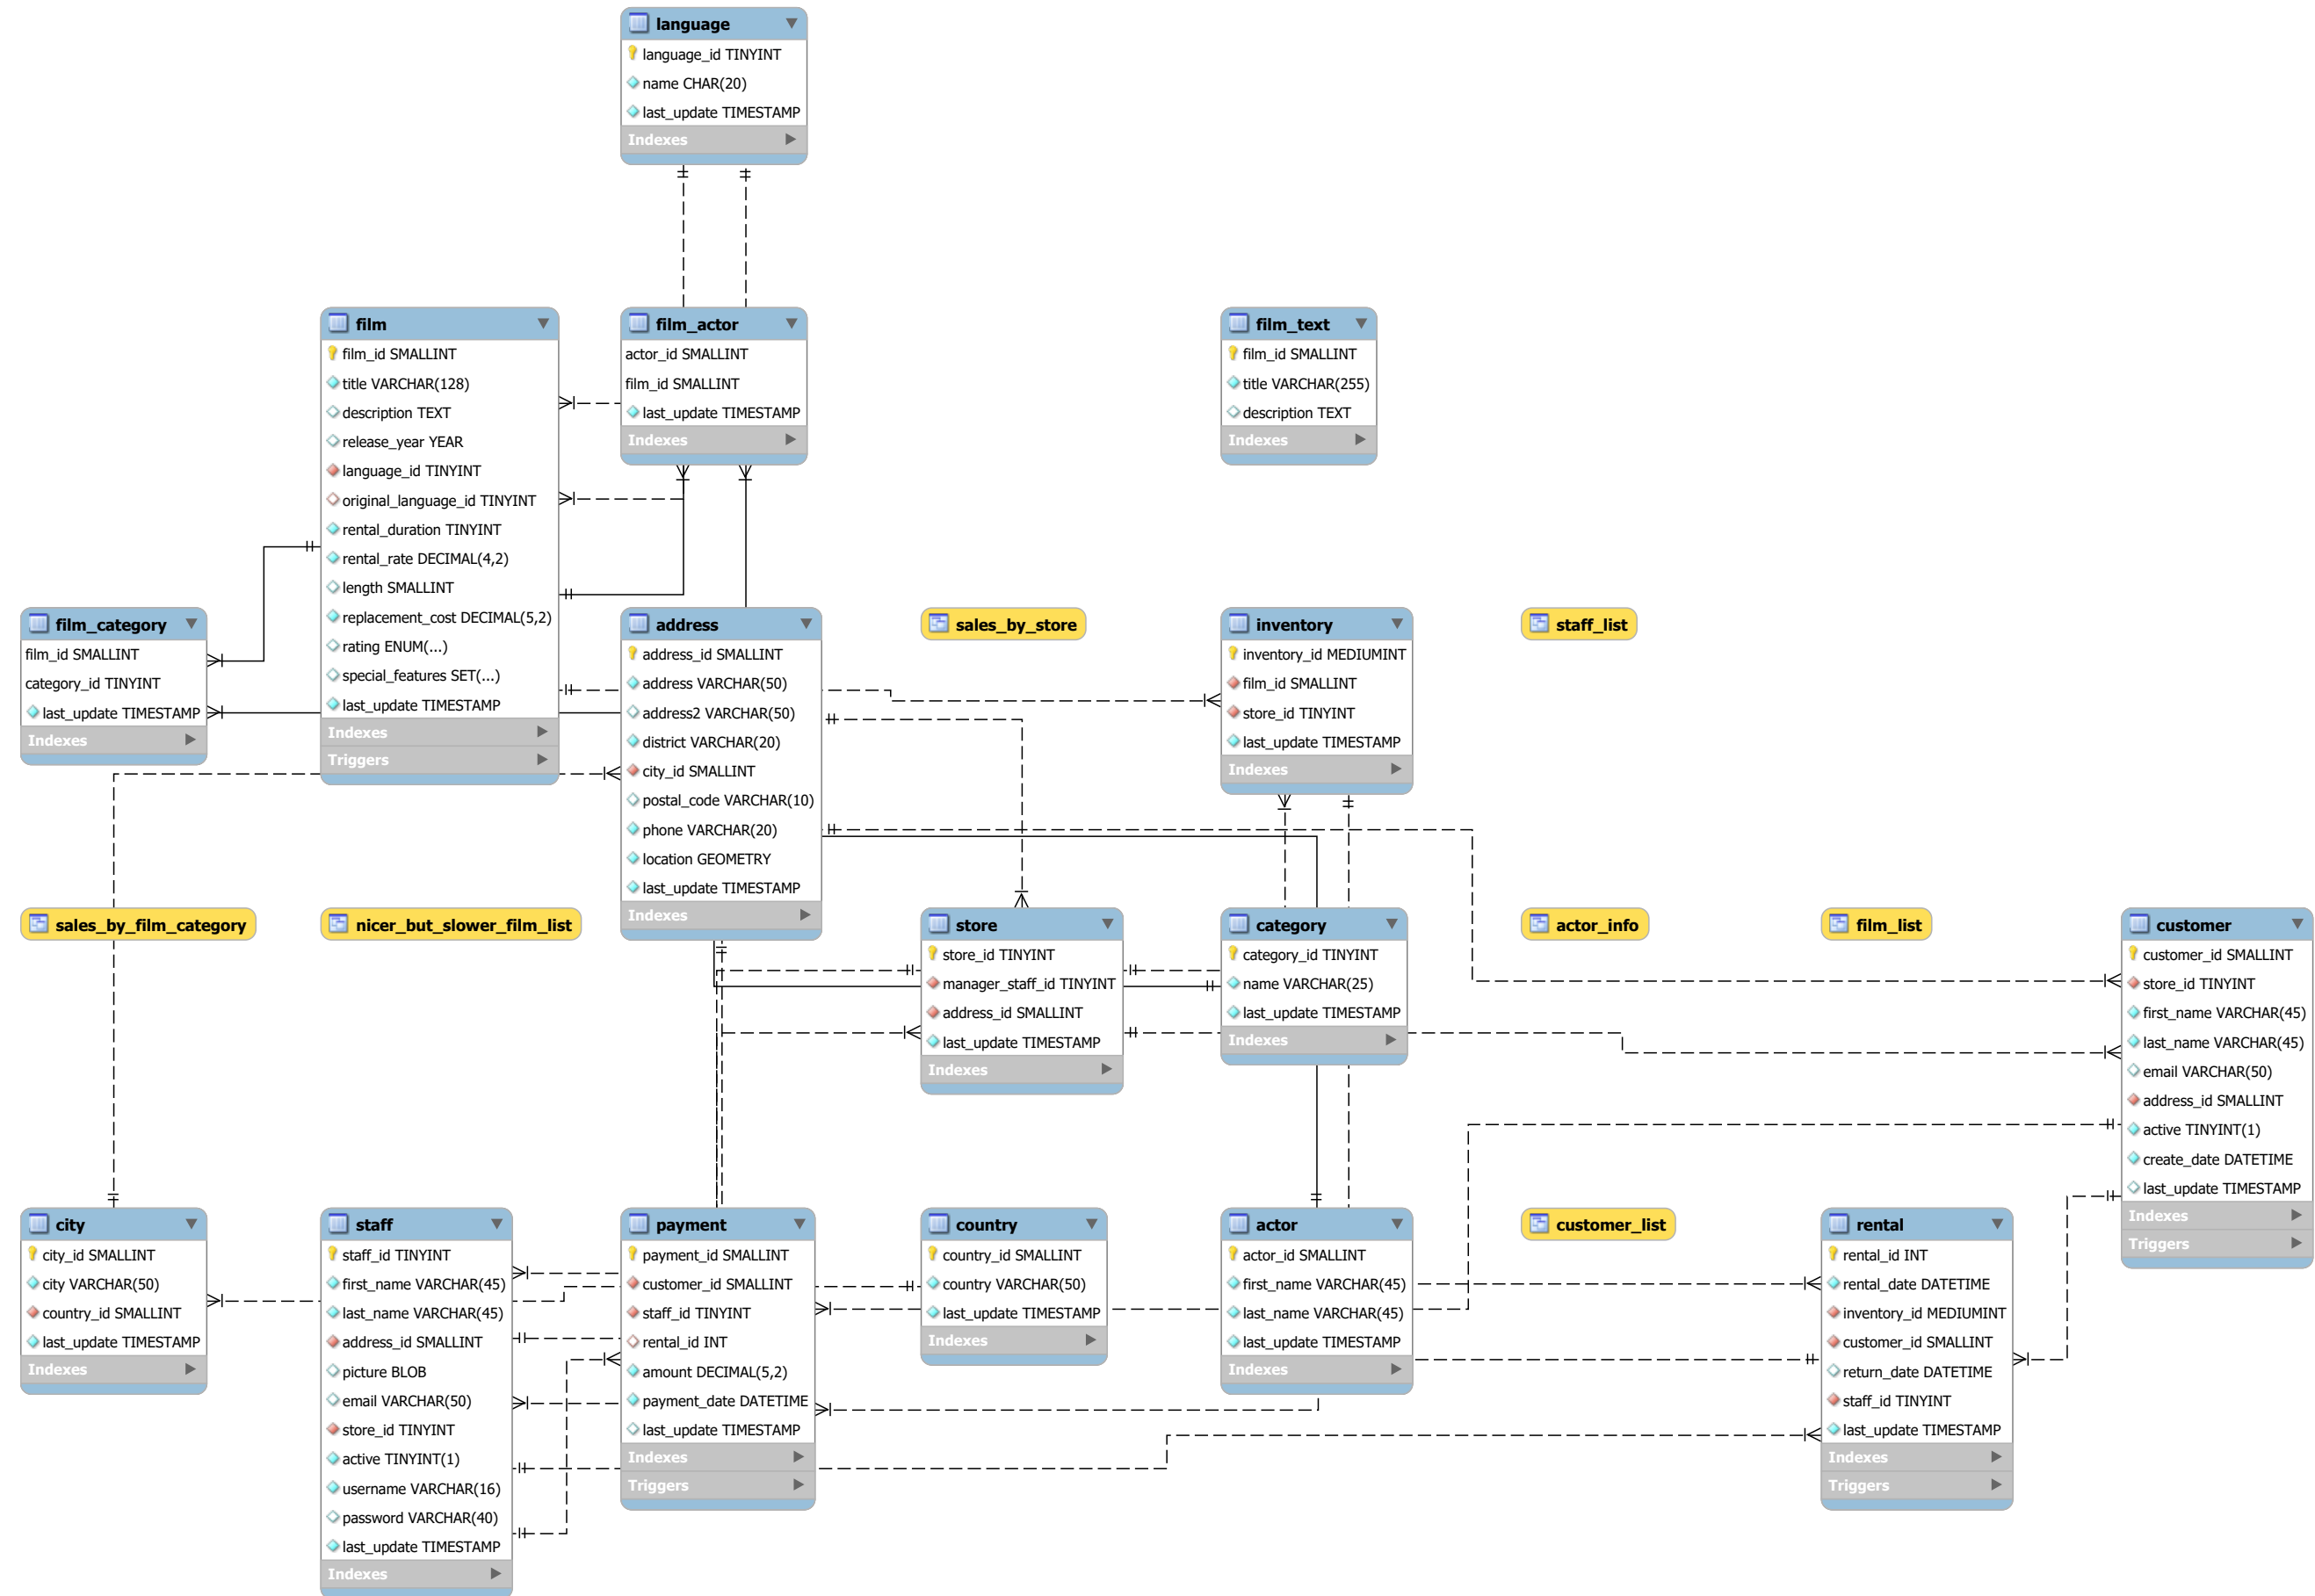 language
language_id TINYINT
name CHAR(20)
last_update TIMESTAMP
Indexes
film
film_id SMALLINT
title VARCHAR(128)
description TEXT
release_year YEAR
language_id TINYINT
original_language_id TINYINT
rental_duration TINYINT
rental_rate DECIMAL(4,2)
length SMALLINT
replacement_cost DECIMAL(5,2)
rating ENUM(...)
special_features SET(...)
last_update TIMESTAMP
Indexes
Triggers
film_actor
actor_id SMALLINT
film_id SMALLINT
last_update TIMESTAMP
Indexes
film_text
film_id SMALLINT
title VARCHAR(255)
description TEXT
Indexes
film_category
film_id SMALLINT
category_id TINYINT
last_update TIMESTAMP
Indexes
address
address_id SMALLINT
address VARCHAR(50)
address2 VARCHAR(50)
district VARCHAR(20)
city_id SMALLINT
postal_code VARCHAR(10)
phone VARCHAR(20)
location GEOMETRY
last_update TIMESTAMP
Indexes
sales_by_store
inventory
inventory_id MEDIUMINT
film_id SMALLINT
store_id TINYINT
last_update TIMESTAMP
Indexes
staff_list
sales_by_film_category
nicer_but_slower_film_list
store
store_id TINYINT
manager_staff_id TINYINT
address_id SMALLINT
last_update TIMESTAMP
Indexes
category
category_id TINYINT
name VARCHAR(25)
last_update TIMESTAMP
Indexes
actor_info
film_list
customer
customer_id SMALLINT
store_id TINYINT
first_name VARCHAR(45)
last_name VARCHAR(45)
email VARCHAR(50)
address_id SMALLINT
active TINYINT(1)
create_date DATETIME
last_update TIMESTAMP
Indexes
Triggers
city
city_id SMALLINT
city VARCHAR(50)
country_id SMALLINT
last_update TIMESTAMP
Indexes
staff
staff_id TINYINT
first_name VARCHAR(45)
last_name VARCHAR(45)
address_id SMALLINT
picture BLOB
email VARCHAR(50)
store_id TINYINT
active TINYINT(1)
username VARCHAR(16)
password VARCHAR(40)
last_update TIMESTAMP
Indexes
payment
payment_id SMALLINT
customer_id SMALLINT
staff_id TINYINT
rental_id INT
amount DECIMAL(5,2)
payment_date DATETIME
last_update TIMESTAMP
Indexes
Triggers
country
country_id SMALLINT
country VARCHAR(50)
last_update TIMESTAMP
Indexes
actor
actor_id SMALLINT
first_name VARCHAR(45)
last_name VARCHAR(45)
last_update TIMESTAMP
Indexes
customer_list
rental
rental_id INT
rental_date DATETIME
inventory_id MEDIUMINT
customer_id SMALLINT
return_date DATETIME
staff_id TINYINT
last_update TIMESTAMP
Indexes
Triggers